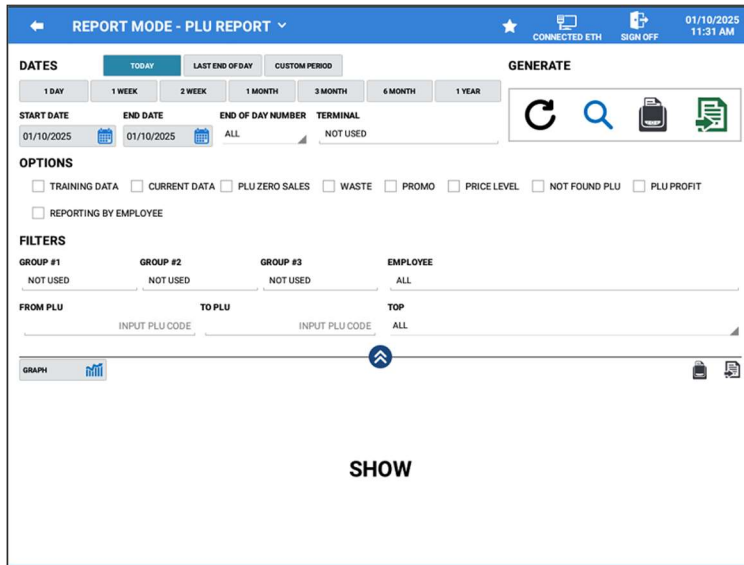 REPORT MODE - PLU REPORT
CONNECTED ETH
SIGN OFF
01/10/2025
11:31 AM
DATES
TODAY
LAST END OF DAY
CUSTOM PERIOD
GENERATE
1 DAY
1 WEEK
2 WEEK
1 MONTH
3 MONTH
6 MONTH
1 YEAR
START DATE
END DATE
END OF DAY NUMBER
TERMINAL
01/10/2025
01/10/2025
ALL
NOT USED
OPTIONS
TRAINING DATA
CURRENT DATA
PLU ZERO SALES
WASTE
PROMO
PRICE LEVEL
NOT FOUND PLU
PLU PROFIT
REPORTING BY EMPLOYEE
FILTERS
GROUP #1
GROUP #2
GROUP #3
EMPLOYEE
NOT USED
NOT USED
NOT USED
ALL
FROM PLU
TO PLU
TOP
INPUT PLU CODE
INPUT PLU CODE
ALL
GRAPH
SHOW